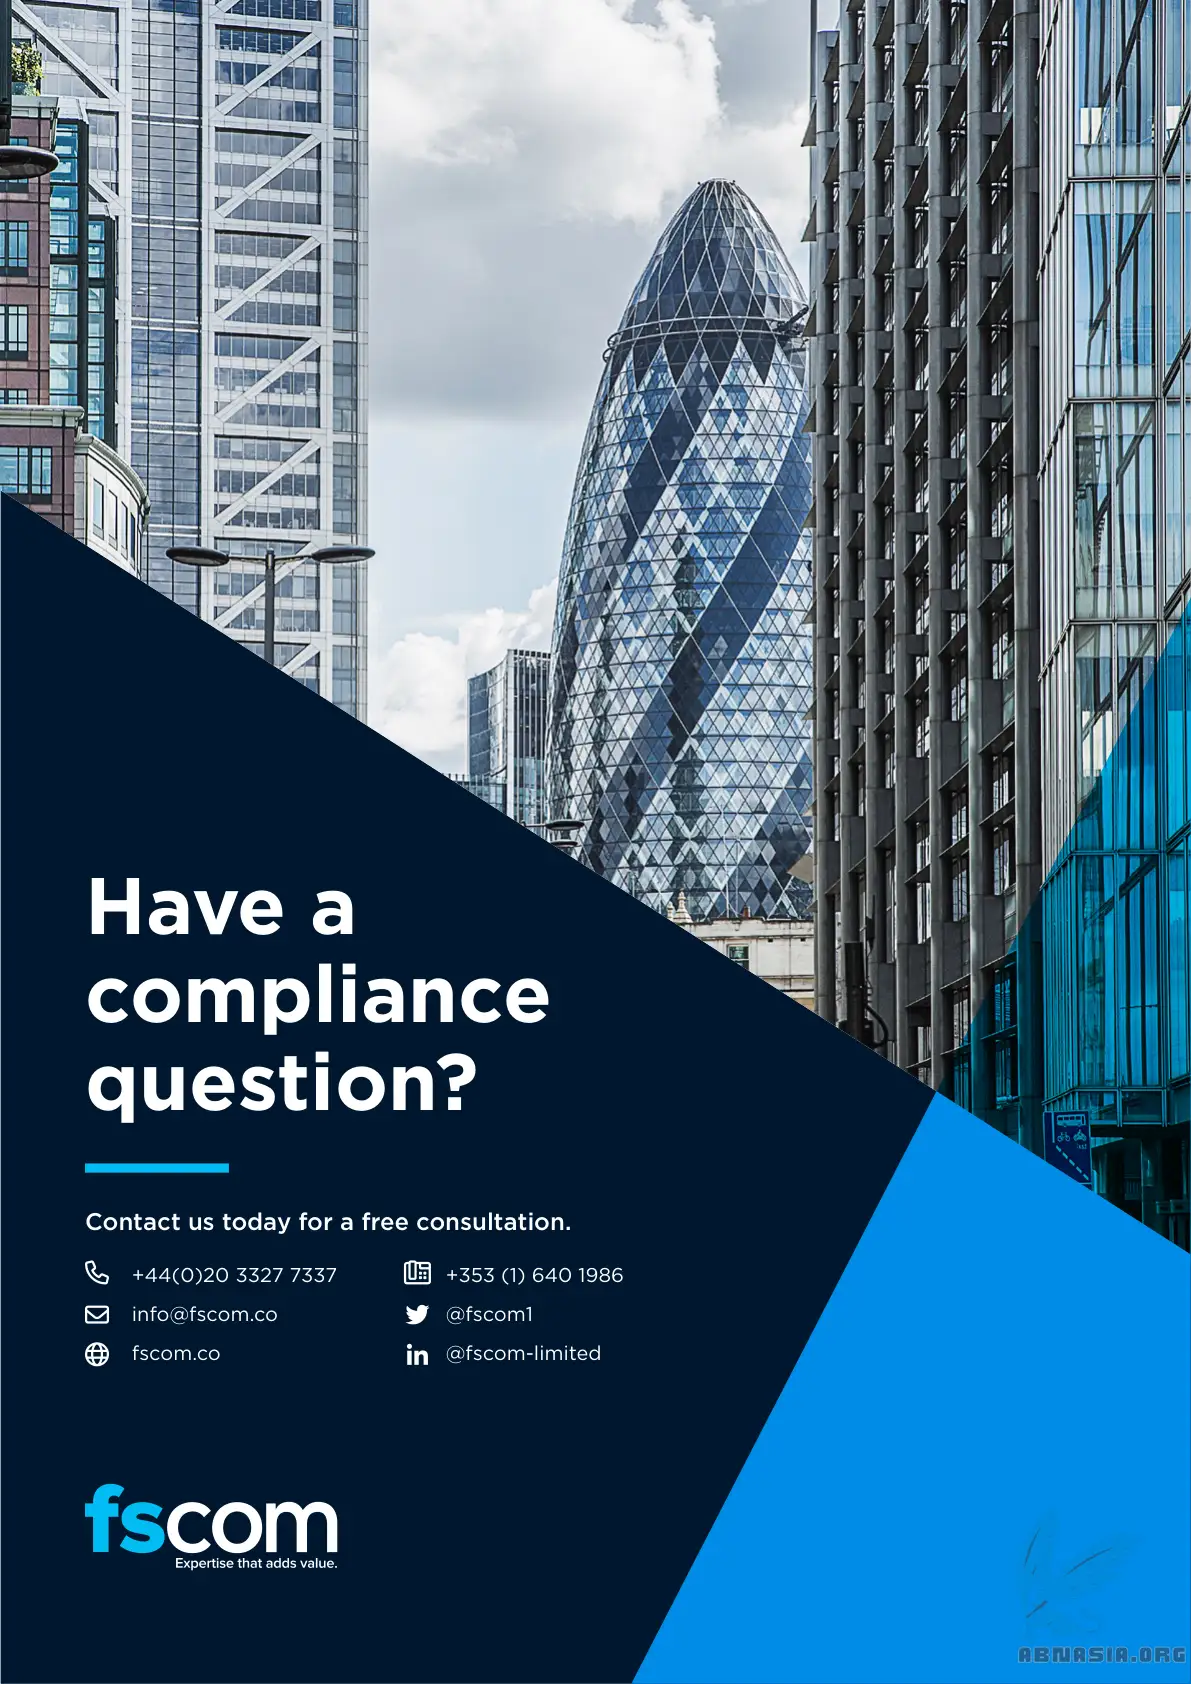 Have a
compliance
question?
Contact us today for a free consultation.
+44(0)20 3327 7337
+353 (1) 640 1986
info@fscom.co
@fscom1
fscom.co
@fscom-limited
fscom
Expertise that adds value.
ABNASIA.ORG